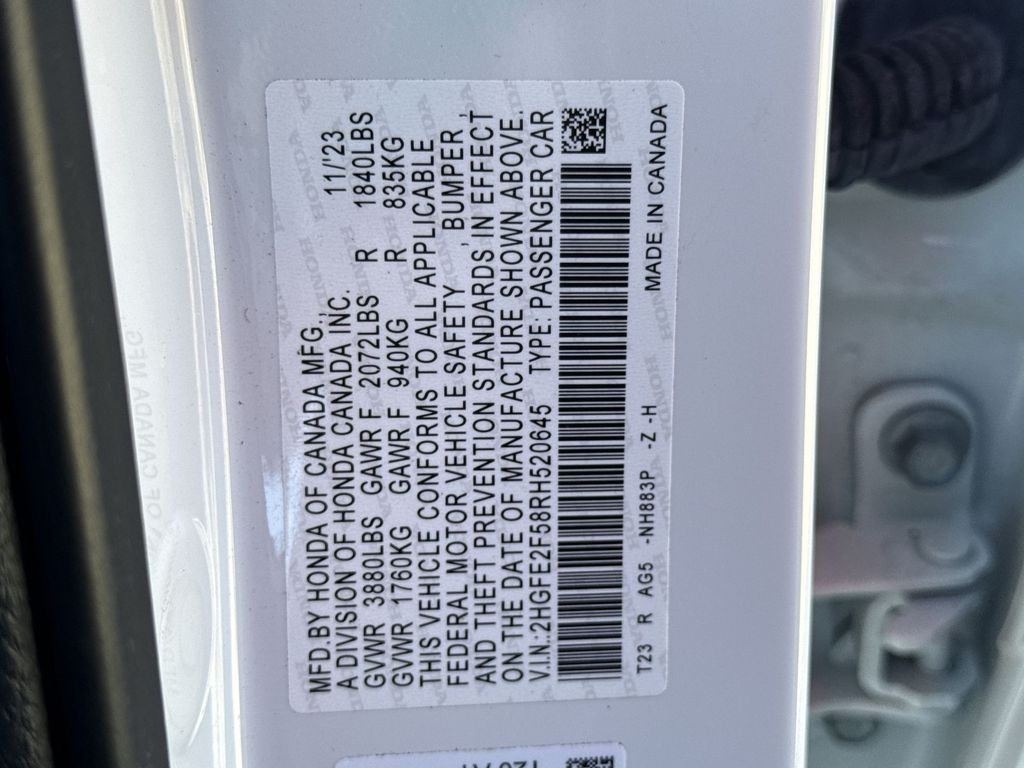 MFD.BY HONDA OF CANADA MFG., 11/'23
A DIVISION OF HONDA CANADA INC.
GVWR 3880LBS GAWR F 2072LBS R 1840LBS
GVWR 1760KG GAWR F 940KG R 835KG
THIS VEHICLE CONFORMS TO ALL APPLICABLE
FEDERAL MOTOR VEHICLE SAFETY , BUMPER ,
AND THEFT PREVENTION STANDARDS, IN EFFECT
ON THE DATE OF MANUFACTURE SHOWN ABOVE.
V.I.N.:2HGFE2F58RH520645 TYPE: PASSENGER CAR
T23 R AG5 -NH883P -Z -H MADE IN CANADA